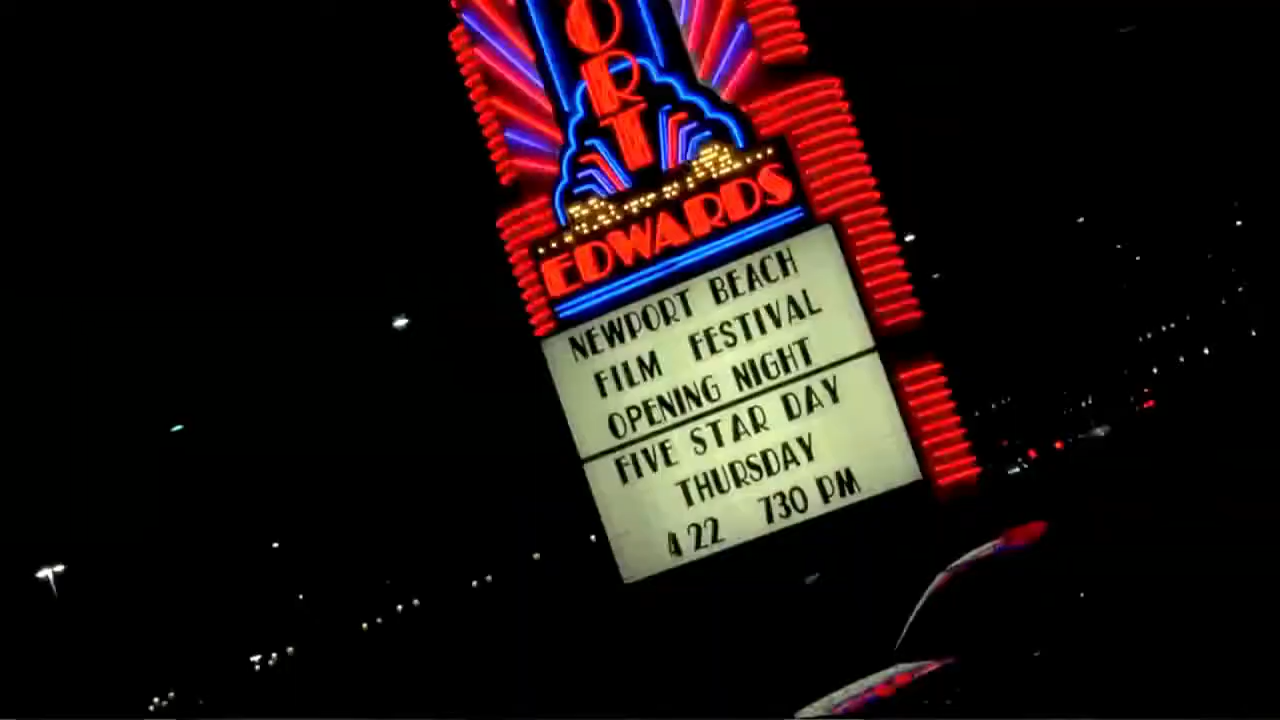 ORT
EDWARDS
NEWPORT BEACH
FILM FESTIVAL
OPENING NIGHT
FIVE STAR DAY
THURSDAY
4 22 730 PM